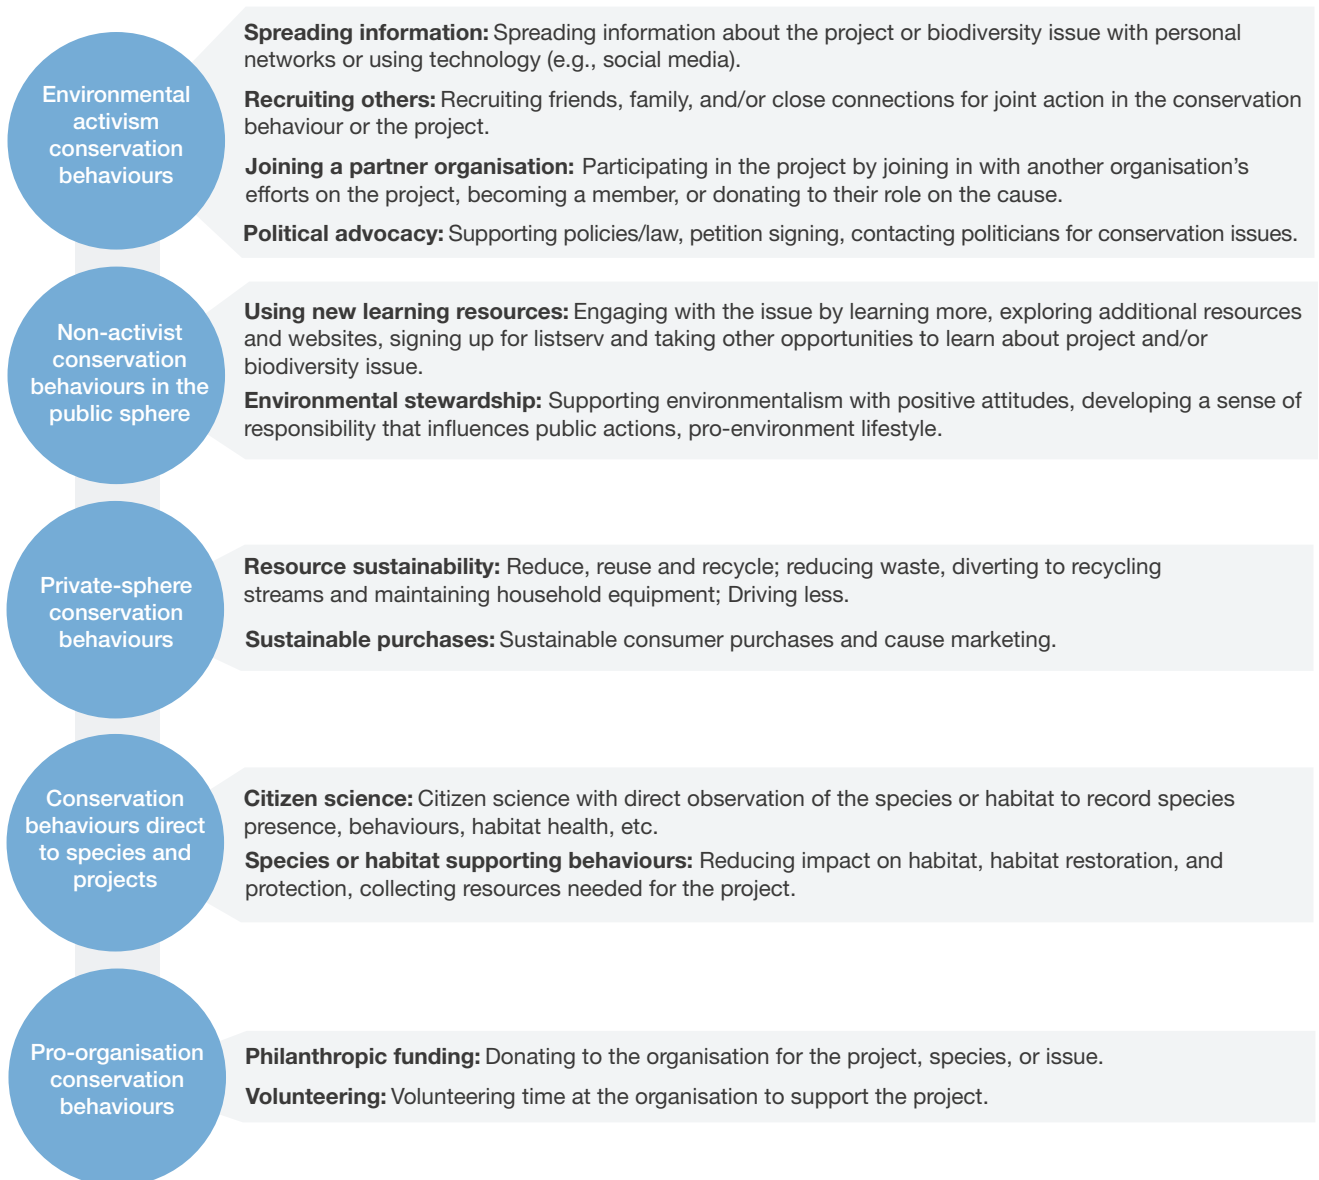 Environmental
activism
conservation
behaviours
Spreading information: Spreading information about the project or biodiversity issue with personal
networks or using technology (e.g., social media).
Recruiting others: Recruiting friends, family, and/or close connections for joint action in the conservation
behaviour or the project.
Joining a partner organisation: Participating in the project by joining in with another organisation’s
efforts on the project, becoming a member, or donating to their role on the cause.
Political advocacy: Supporting policies/law, petition signing, contacting politicians for conservation issues.
Non-activist
conservation
behaviours in the
public sphere
Using new learning resources: Engaging with the issue by learning more, exploring additional resources
and websites, signing up for listserv and taking other opportunities to learn about project and/or
biodiversity issue.
Environmental stewardship: Supporting environmentalism with positive attitudes, developing a sense of
responsibility that influences public actions, pro-environment lifestyle.
Private-sphere
conservation
behaviours
Resource sustainability: Reduce, reuse and recycle; reducing waste, diverting to recycling
streams and maintaining household equipment; Driving less.
Sustainable purchases: Sustainable consumer purchases and cause marketing.
Conservation
behaviours direct
to species and
projects
Citizen science: Citizen science with direct observation of the species or habitat to record species
presence, behaviours, habitat health, etc.
Species or habitat supporting behaviours: Reducing impact on habitat, habitat restoration, and
protection, collecting resources needed for the project.
Pro-organisation
conservation
behaviours
Philanthropic funding: Donating to the organisation for the project, species, or issue.
Volunteering: Volunteering time at the organisation to support the project.